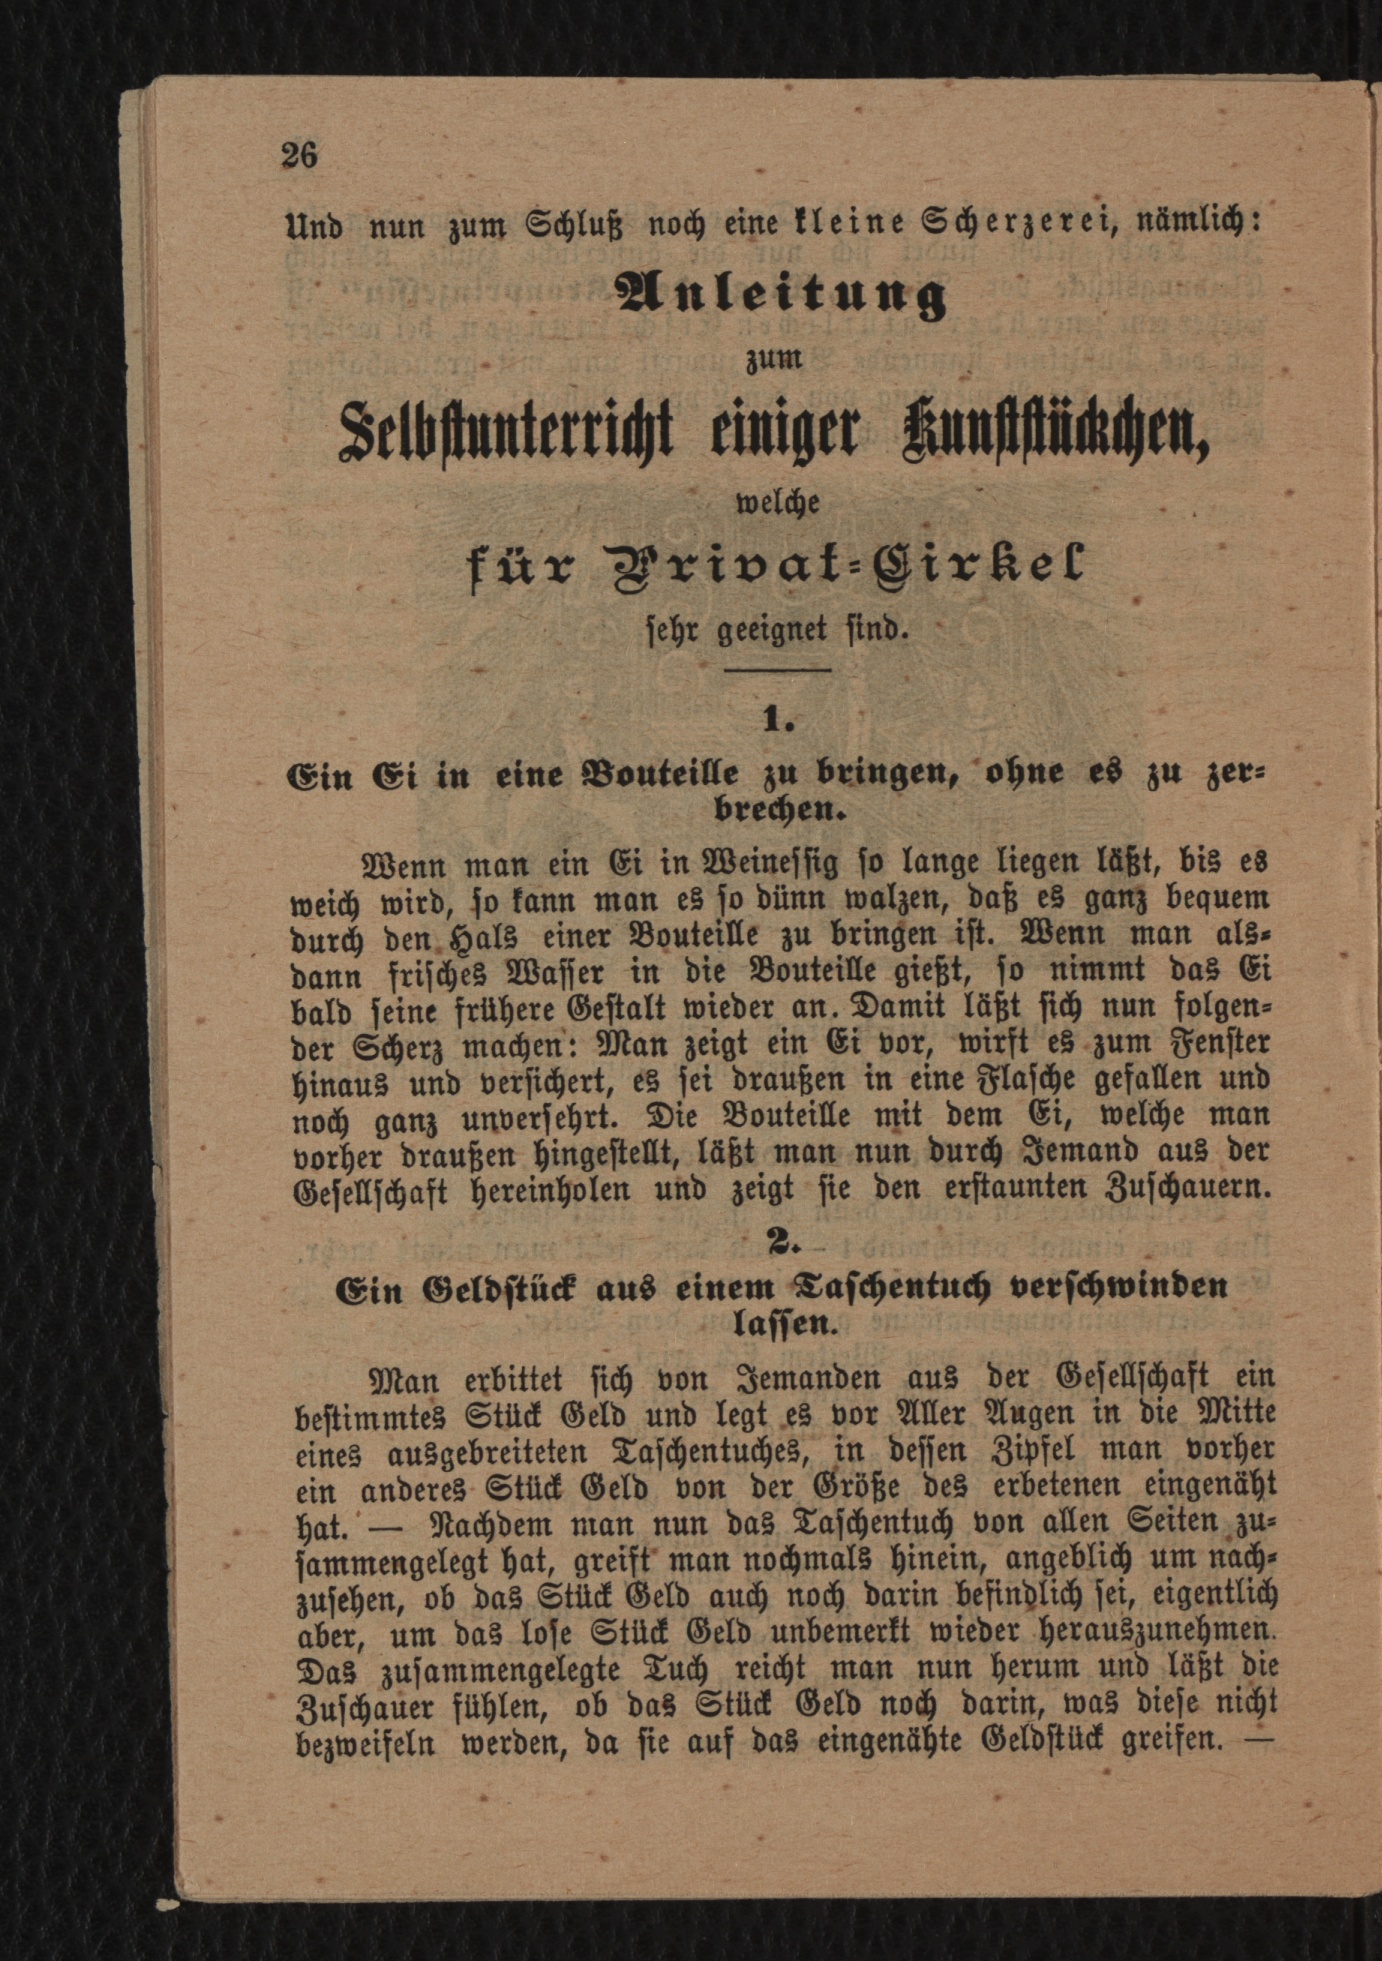 26
Und nun zum Schluß noch eine kleine Scherzerei, nämlich:
Anleitung
zum
Selbstunterricht einiger Kunststückchen,
welche
für Privat-Cirkel
sehr geeignet sind.
1.
Ein Ei in eine Bouteille zu bringen, ohne es zu zer-
brechen.
Wenn man ein Ei in Weinessig so lange liegen läßt, bis es
weich wird, so kann man es so dünn walzen, daß es ganz bequem
durch den Hals einer Bouteille zu bringen ist. Wenn man als-
dann frisches Wasser in die Bouteille gießt, so nimmt das Ei
bald seine frühere Gestalt wieder an. Damit läßt sich nun folgen-
der Scherz machen: Man zeigt ein Ei vor, wirft es zum Fenster
hinaus und versichert, es sei draußen in eine Flasche gefallen und
noch ganz unversehrt. Die Bouteille mit dem Ei, welche man
vorher draußen hingestellt, läßt man nun durch Jemand aus der
Gesellschaft hereinholen und zeigt sie den erstaunten Zuschauern.
2.
Ein Geldstück aus einem Taschentuch verschwinden
lassen.
Man erbittet sich von Jemanden aus der Gesellschaft ein
bestimmtes Stück Geld und legt es vor Aller Augen in die Mitte
eines ausgebreiteten Taschentuches, in dessen Zipfel man vorher
ein anderes Stück Geld von der Größe des erbetenen eingenäht
hat. — Nachdem man nun das Taschentuch von allen Seiten zu-
sammengelegt hat, greift man nochmals hinein, angeblich um nach-
zusehen, ob das Stück Geld auch noch darin befindlich sei, eigentlich
aber, um das lose Stück Geld unbemerkt wieder herauszunehmen.
Das zusammengelegte Tuch reicht man nun herum und läßt die
Zuschauer fühlen, ob das Stück Geld noch darin, was diese nicht
bezweifeln werden, da sie auf das eingenähte Geldstück greifen. —